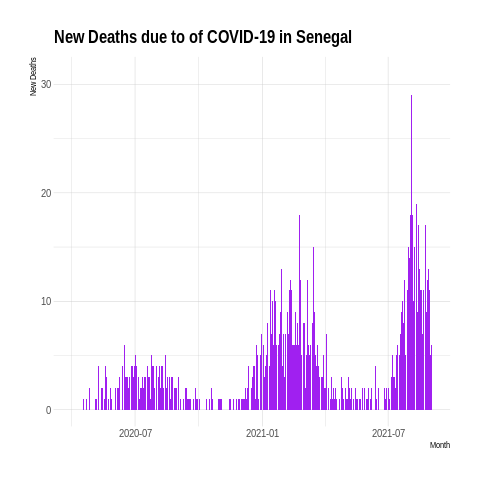 New Deaths due to of COVID-19 in Senegal
New Deaths
30
20
10
0
2020-07
2021-01
2021-07
Month